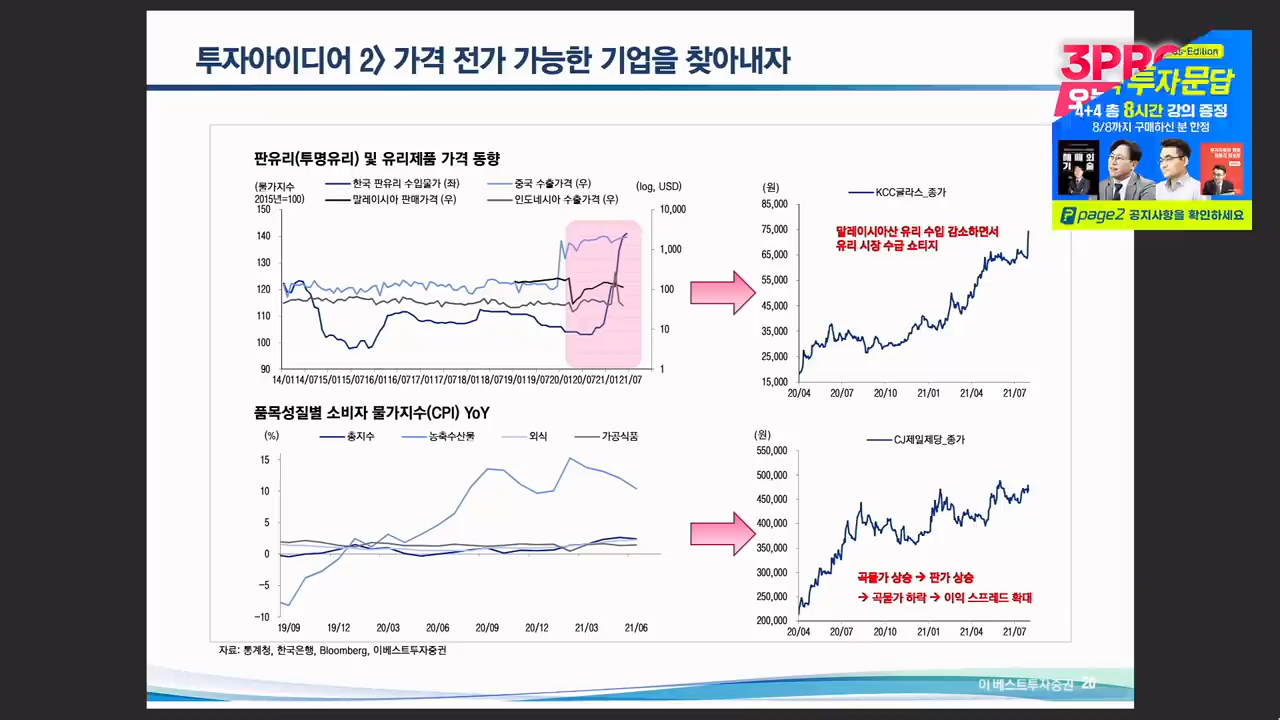 투자아이디어 2> 가격 전가 가능한 기업을 찾아내자
판유리(투명유리) 및 유리제품 가격 동향
(물가지수
2015년=100)
한국 판유리 수입물가 (좌)
중국 수출가격 (우)
말레이시아 판매가격 (우)
인도네시아 수출가격 (우)
(log, USD)
150
140
130
120
110
100
90
10,000
1,000
100
10
1
14/01 14/07 15/01 15/07 16/01 16/07 17/01 17/07 18/01 18/07 19/01 19/07 20/01 20/07 21/01 21/07
(원)
KCC글라스_종가
85,000
75,000
65,000
55,000
45,000
35,000
25,000
15,000
말레이시아산 유리 수입 감소하면서
유리 시장 수급 쇼티지
20/04 20/07 20/10 21/01 21/04 21/07
품목성질별 소비자 물가지수(CPI) YoY
(%)
총지수
농축수산물
외식
가공식품
15
10
5
0
-5
-10
19/09 19/12 20/03 20/06 20/09 20/12 21/03 21/06
(원)
CJ제일제당_종가
550,000
500,000
450,000
400,000
350,000
300,000
250,000
200,000
곡물가 상승 → 판가 상승
→ 곡물가 하락 → 이익 스프레드 확대
20/04 20/07 20/10 21/01 21/04 21/07
자료: 통계청, 한국은행, Bloomberg, 이베스트투자증권
이베스트투자증권 20
3PRO
-Edition
투자문답
4+4 총 8시간 강의 증정
8/8까지 구매하신 분 한정
page2 공지사항을 확인하세요